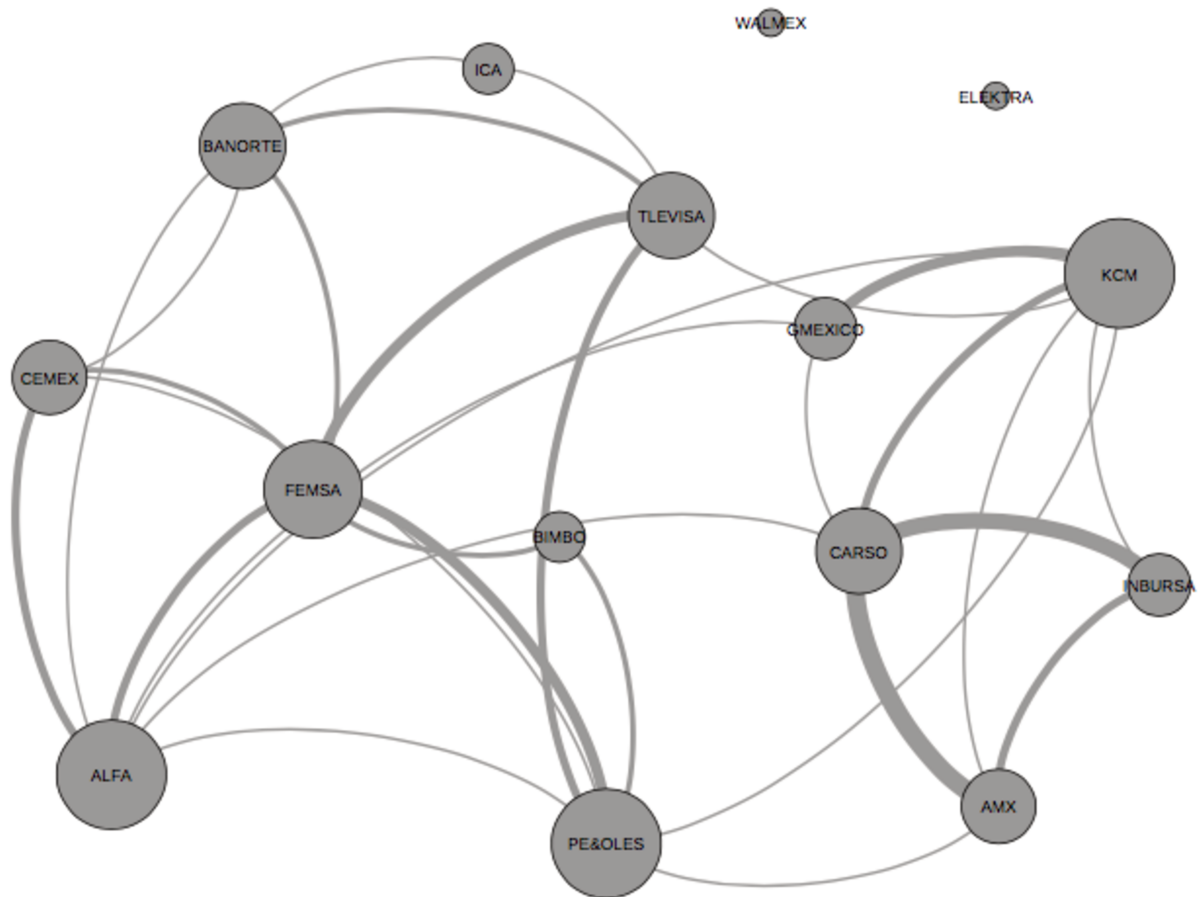 WALMEX
ICA
ELEKTRA
BANORTE
TLEVISA
KCM
GMEXICO
CEMEX
FEMSA
BIMBO
CARSO
INBURSA
ALFA
AMX
PE&OLES